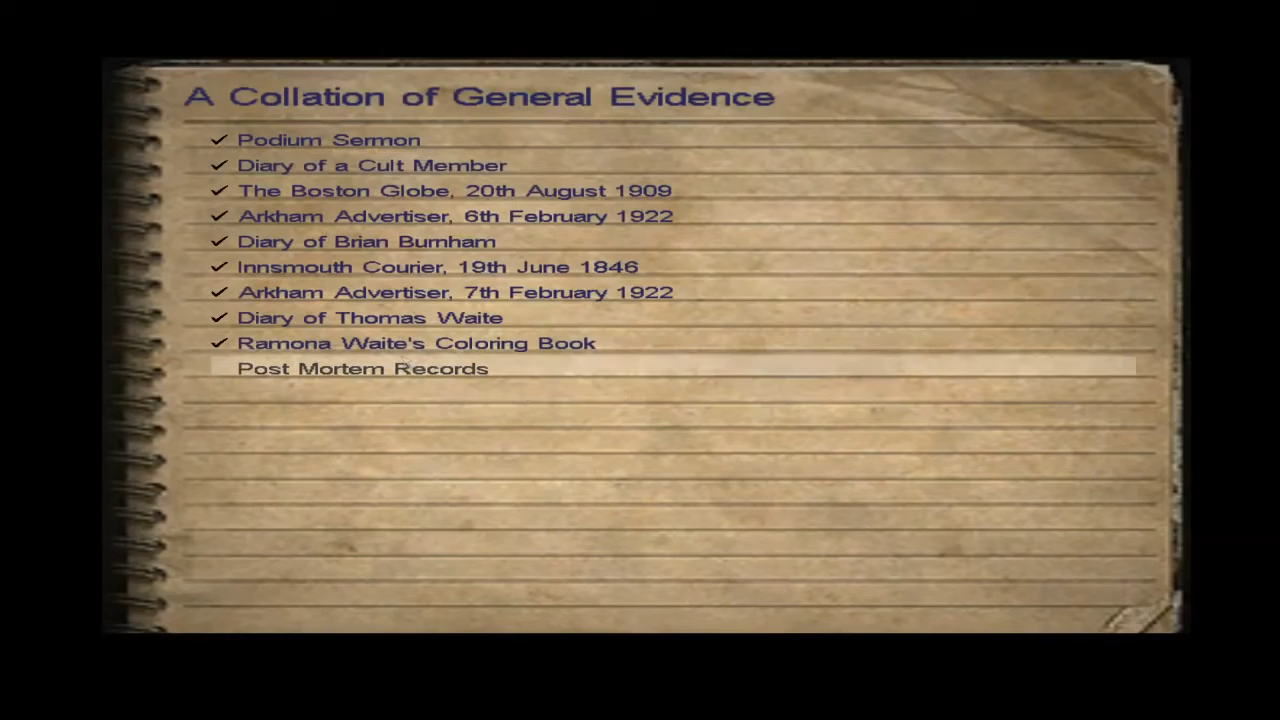 A Collation of General Evidence
✓ Podium Sermon
✓ Diary of a Cult Member
✓ The Boston Globe, 20th August 1909
✓ Arkham Advertiser, 6th February 1922
✓ Diary of Brian Burnham
✓ Innsmouth Courier, 19th June 1846
✓ Arkham Advertiser, 7th February 1922
✓ Diary of Thomas Waite
✓ Ramona Waite's Coloring Book
Post Mortem Records